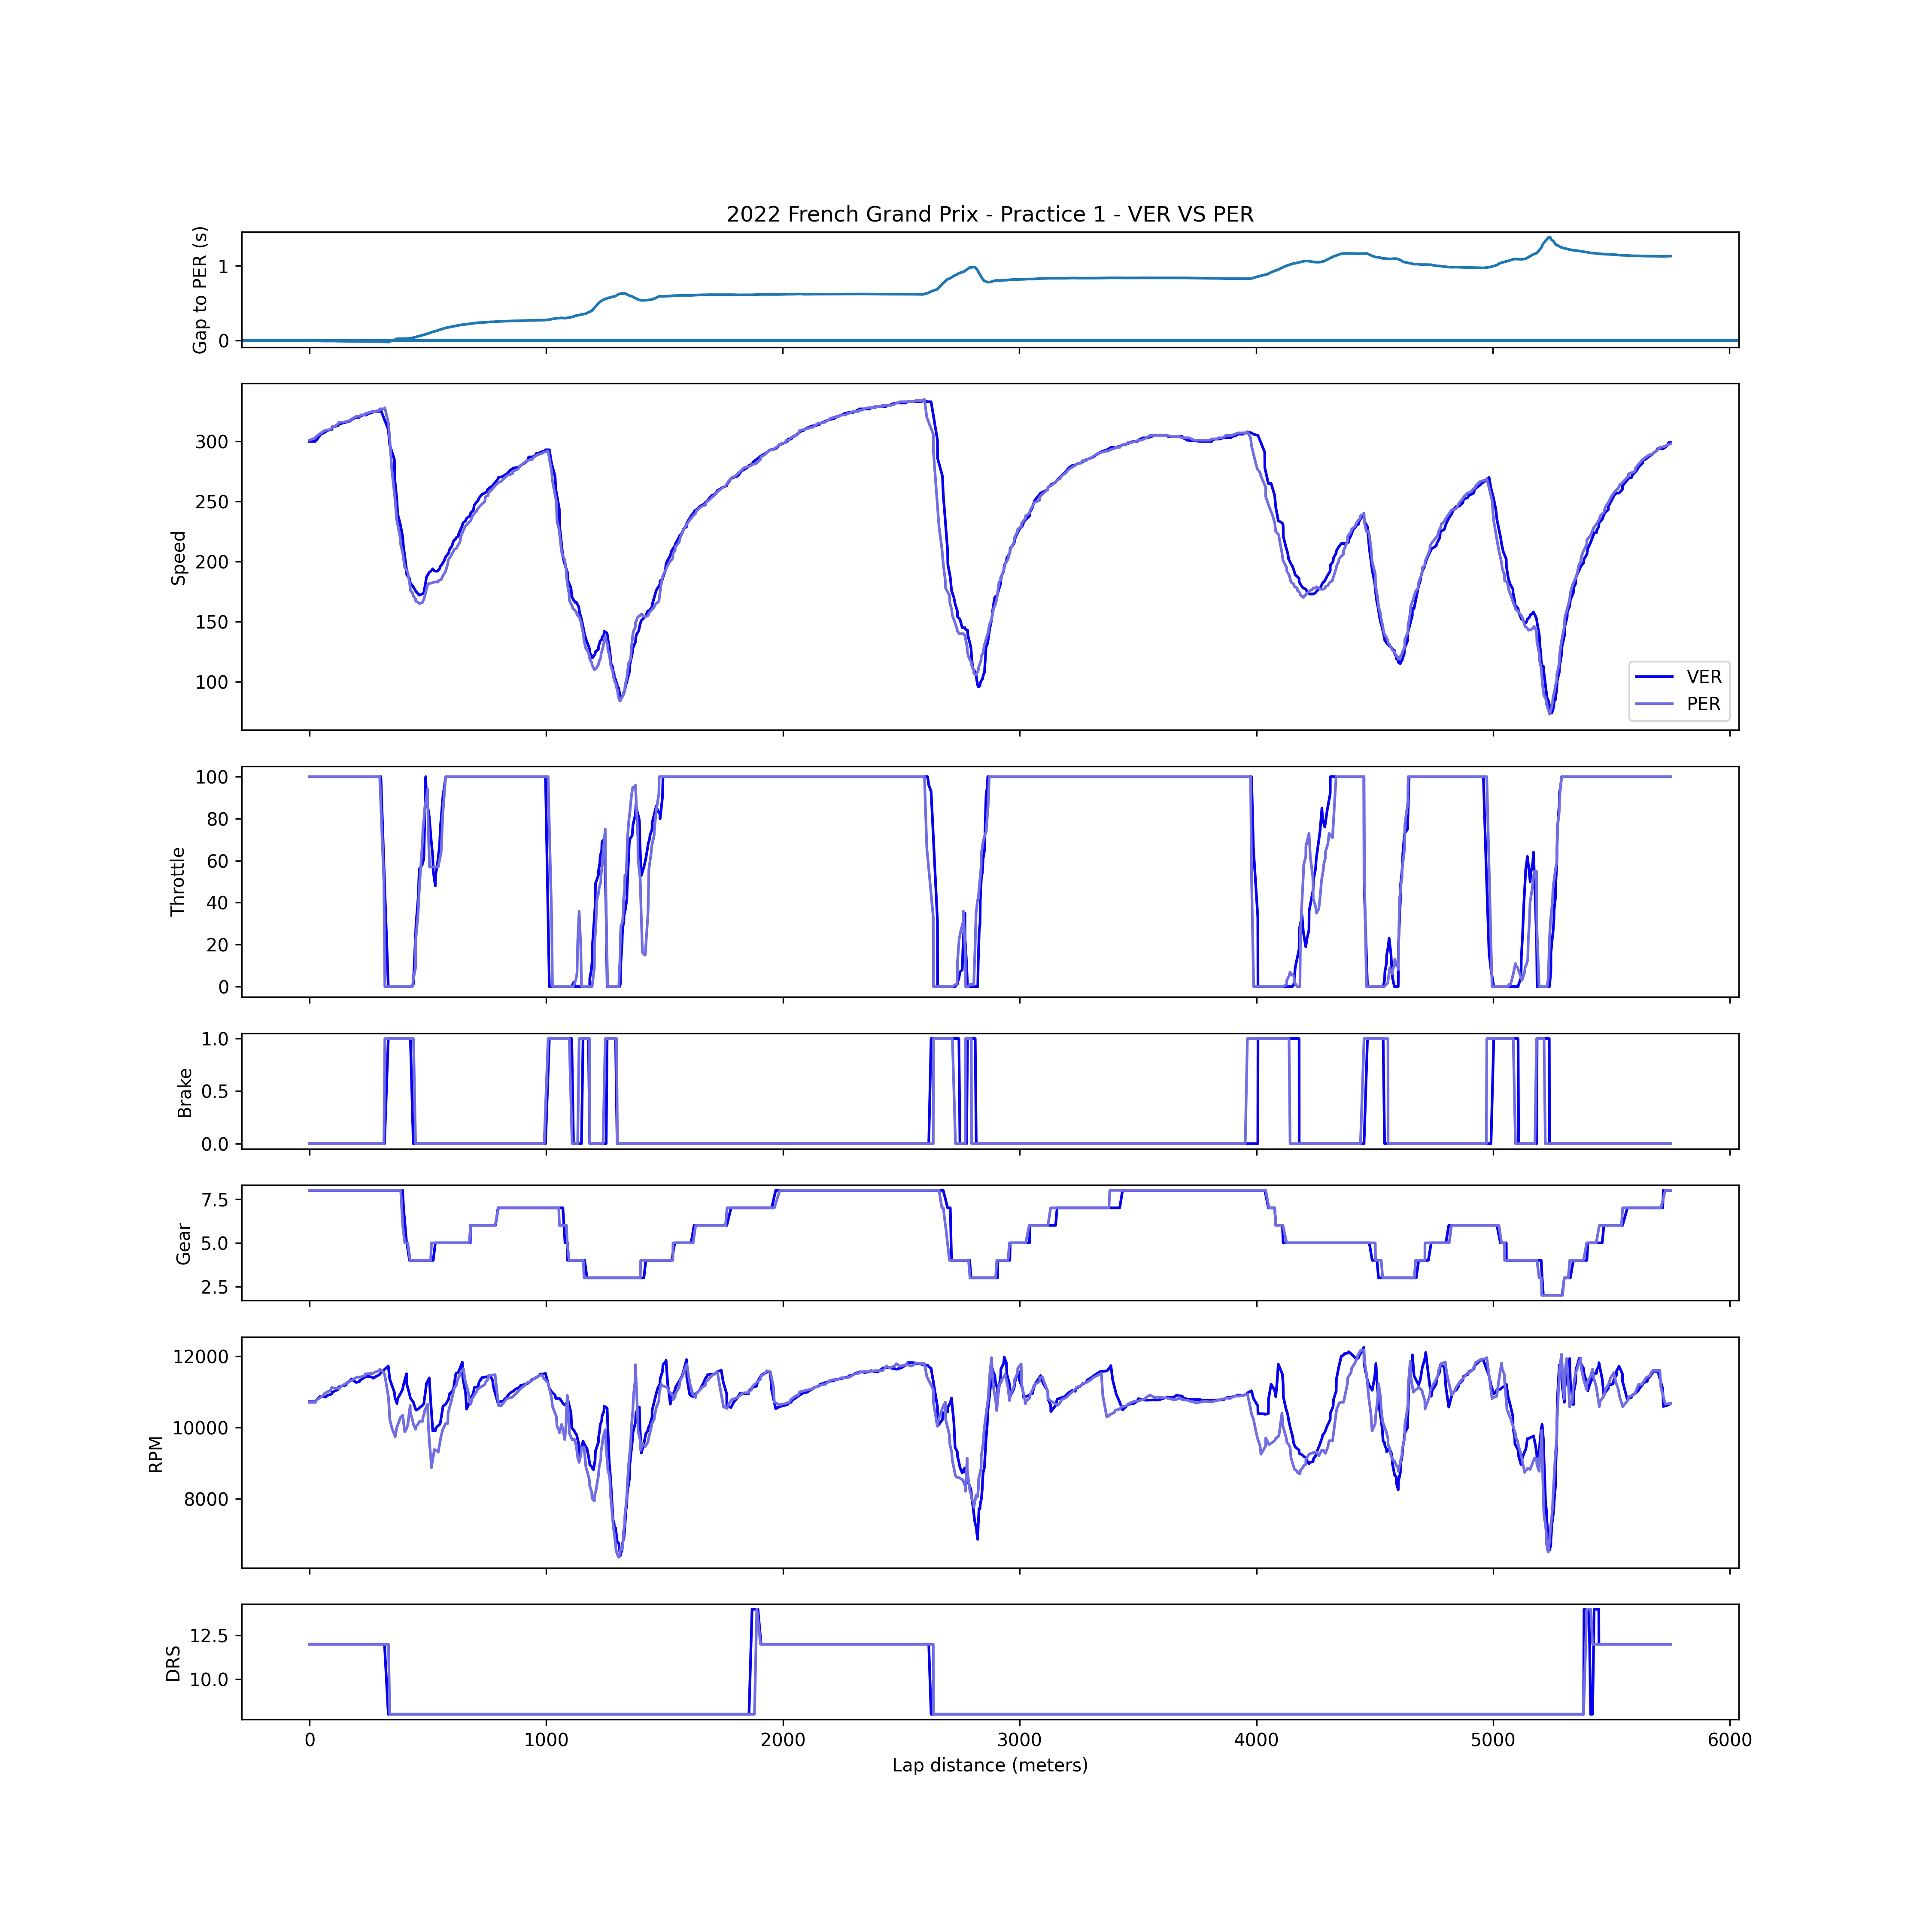 2022 French Grand Prix - Practice 1 - VER VS PER
Gap to PER (s)
1
0
Speed
300
250
200
150
100
VER
PER
Throttle
100
80
60
40
20
0
Brake
1.0
0.5
0.0
Gear
7.5
5.0
2.5
RPM
12000
10000
8000
DRS
12.5
10.0
0 1000 2000 3000 4000 5000 6000
Lap distance (meters)